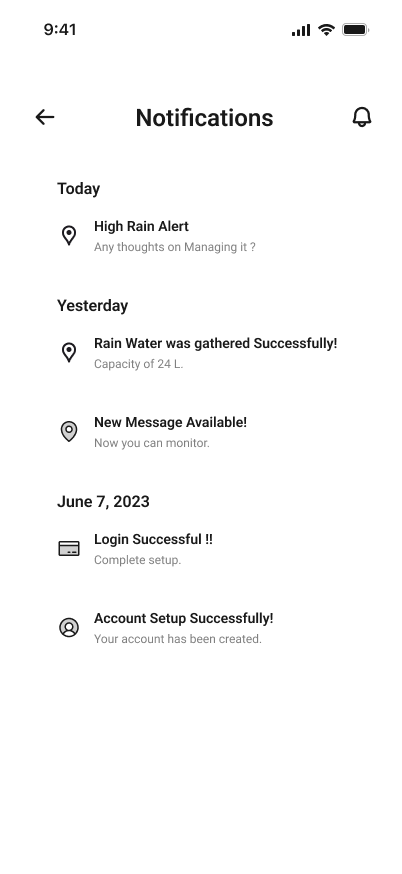 9:41
Notifications
Today
High Rain Alert
Any thoughts on Managing it ?
Yesterday
Rain Water was gathered Successfully!
Capacity of 24 L.
New Message Available!
Now you can monitor.
June 7, 2023
Login Successful !!
Complete setup.
Account Setup Successfully!
Your account has been created.